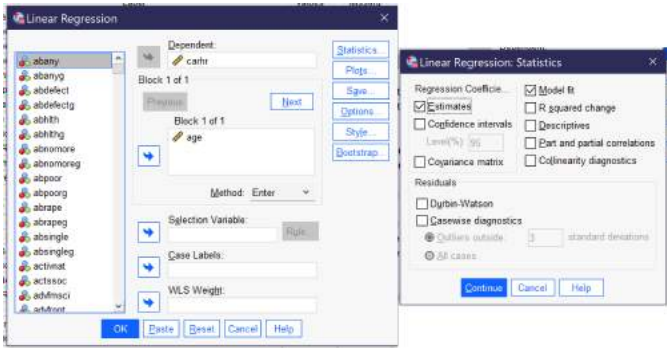 Linear Regression
Dependent:
carhr
abany
abanyg
abdefect
abdefectg
abhlth
abhlthg
abnomore
abnomoreg
abpoor
abpoorg
abrape
abrapeg
absingle
absingleg
activnat
actssoc
advfmsci
advfront
Block 1 of 1
Previous
Next
Block 1 of 1
age
Method: Enter
Selection Variable:
Rule...
Case Labels:
WLS Weight:
Statistics...
Plots...
Save...
Options...
Style...
Bootstrap...
OK
Paste
Reset
Cancel
Help
Linear Regression: Statistics
Regression Coefficie...
Estimates
Confidence intervals
Level(%): 95
Covariance matrix
Model fit
R squared change
Descriptives
Part and partial correlations
Collinearity diagnostics
Residuals
Durbin-Watson
Casewise diagnostics
Outliers outside: 3 standard deviations
All cases
Continue
Cancel
Help